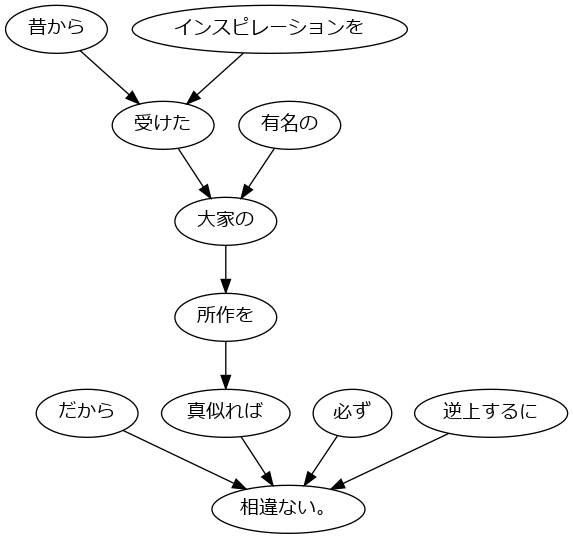 昔から インスピレーションを
受けた 有名の
大家の
所作を
だから 真似れば 必ず 逆上するに
相違ない。